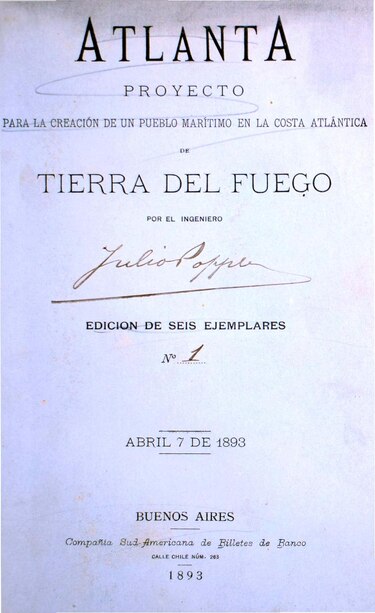 ATLANTA
PROYECTO
PARA LA CREACIÓN DE UN PUEBLO MARÍTIMO EN LA COSTA ATLÁNTICA
DE
TIERRA DEL FUEGO
POR EL INGENIERO
Julio Popper
EDICION DE SEIS EJEMPLARES
Nº 1
ABRIL 7 DE 1893
BUENOS AIRES
Compañia Sud-Americana de Billetes de Banco
CALLE CHILE NÚM. 263
1893